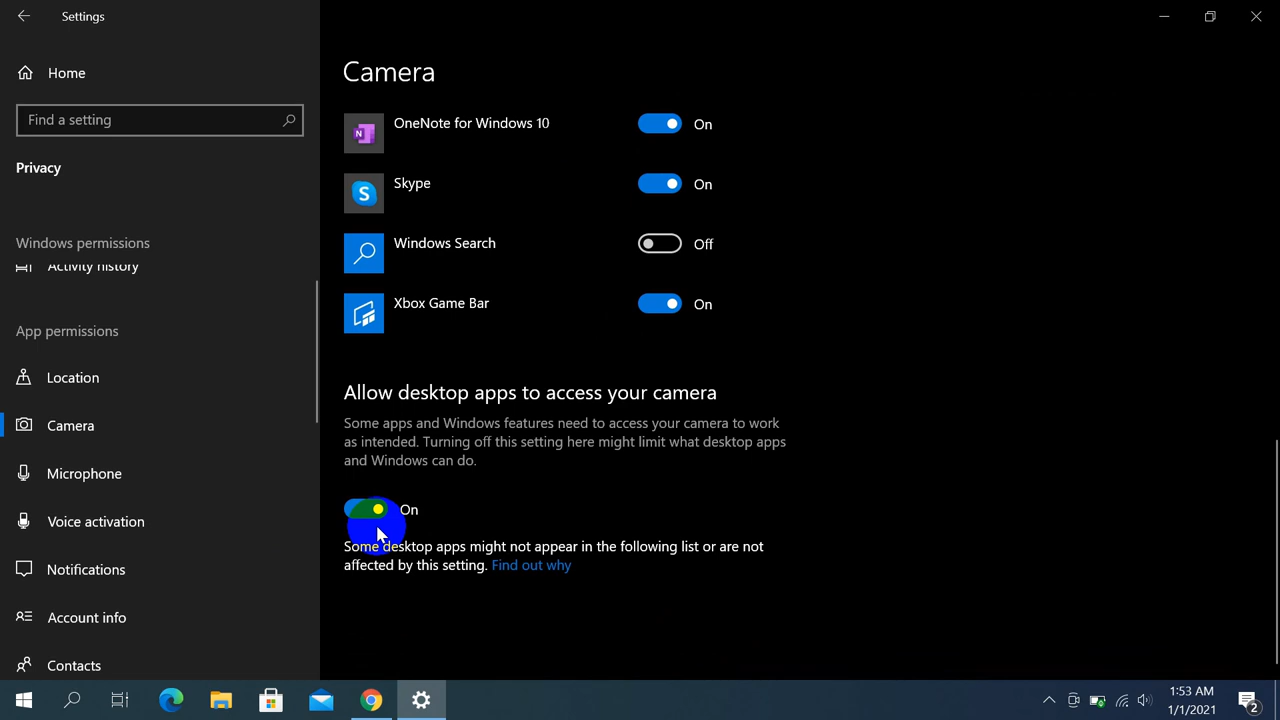 Settings
Home
Find a setting
Privacy
Windows permissions
Activity history
App permissions
Location
Camera
Microphone
Voice activation
Notifications
Account info
Contacts
Camera
OneNote for Windows 10
On
Skype
On
Windows Search
Off
Xbox Game Bar
On
Allow desktop apps to access your camera
Some apps and Windows features need to access your camera to work
as intended. Turning off this setting here might limit what desktop apps
and Windows can do.
On
Some desktop apps might not appear in the following list or are not
affected by this setting. Find out why
1:53 AM
1/1/2021
2